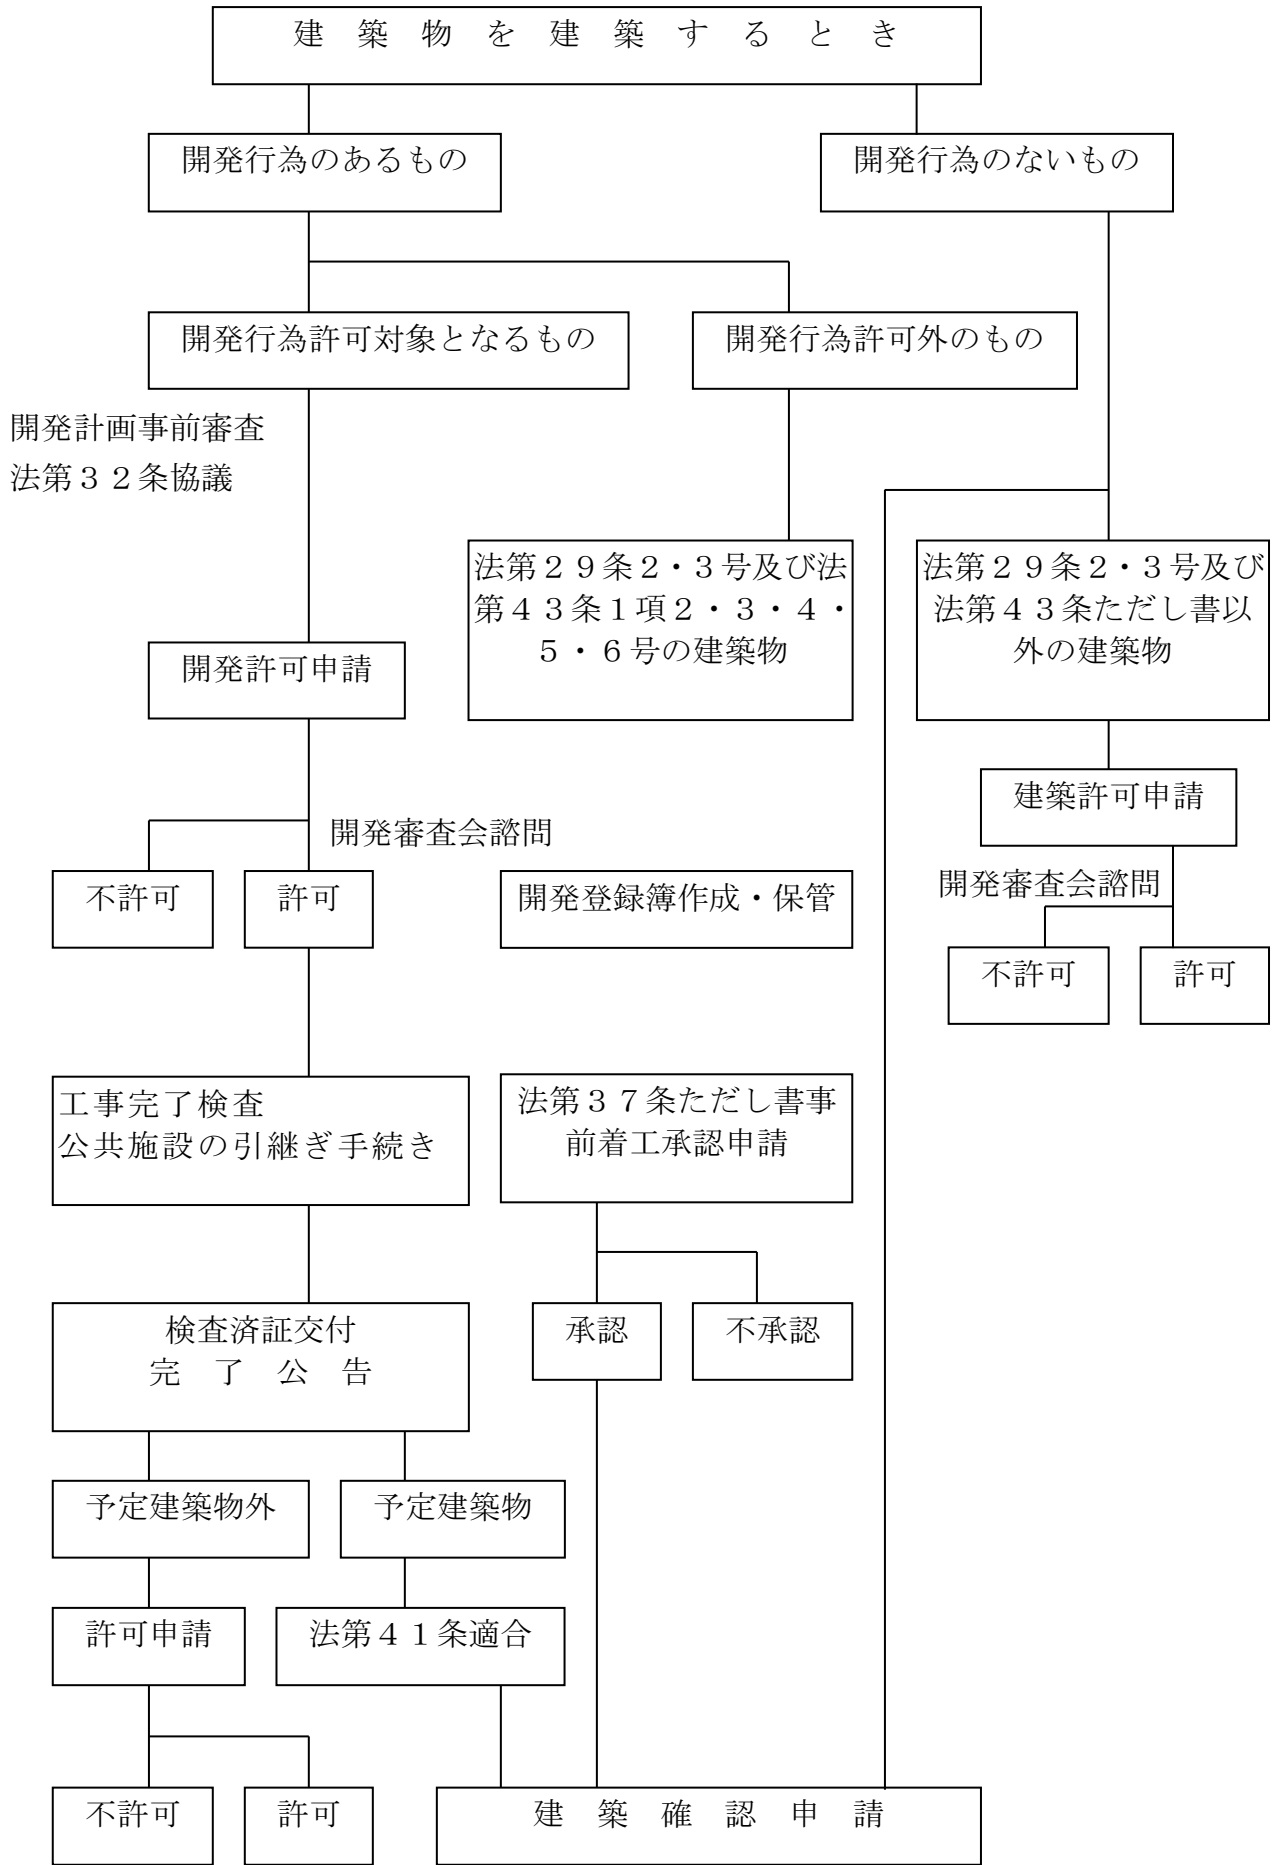 建　築　物　を　建　築　す　る　と　き
開発行為のあるもの
開発行為のないもの
開発行為許可対象となるもの
開発行為許可外のもの
開発計画事前審査
法第３２条協議
法第２９条２・３号及び法
第４３条１項２・３・４・
５・６号の建築物
法第２９条２・３号及び
法第４３条ただし書以
外の建築物
開発許可申請
建築許可申請
開発審査会諮問
不許可
許可
開発登録簿作成・保管
開発審査会諮問
不許可
許可
工事完了検査
公共施設の引継ぎ手続き
法第３７条ただし書事
前着工承認申請
承認
不承認
検査済証交付
完　了　公　告
予定建築物外
予定建築物
許可申請
法第４１条適合
不許可
許可
建　築　確　認　申　請